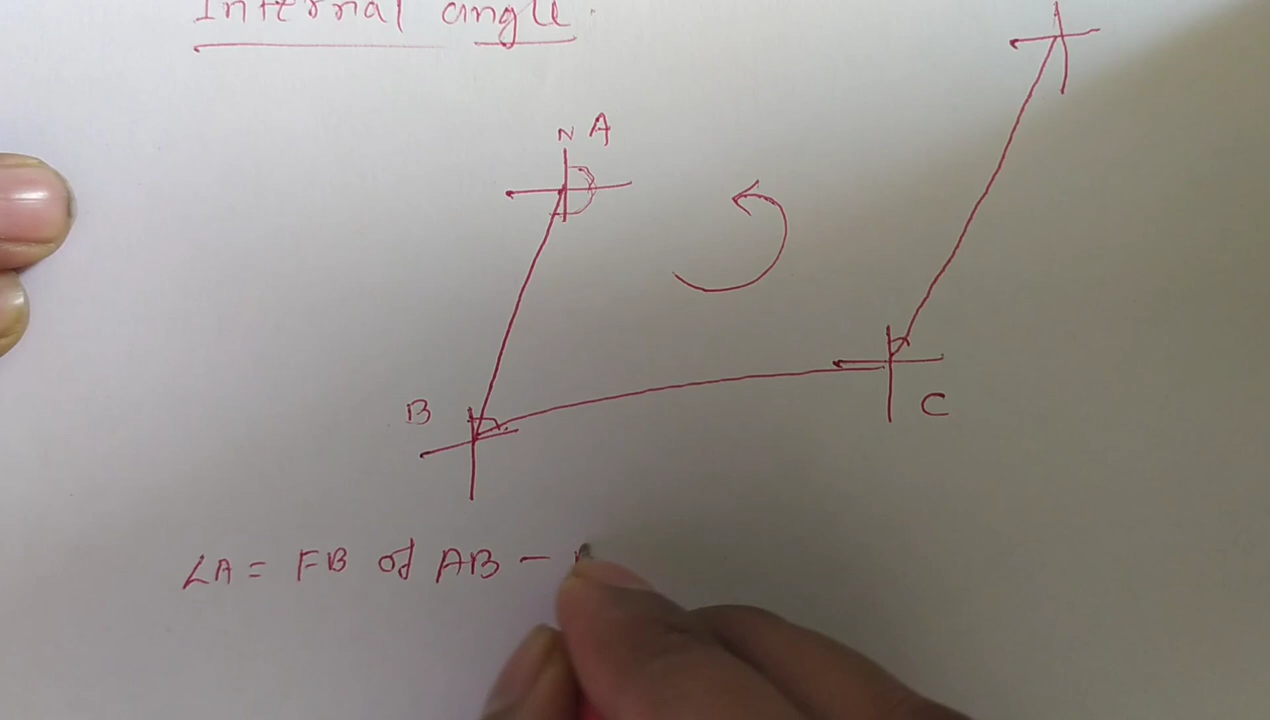 Internal angle.
N A
B
C
∠A = FB of AB -